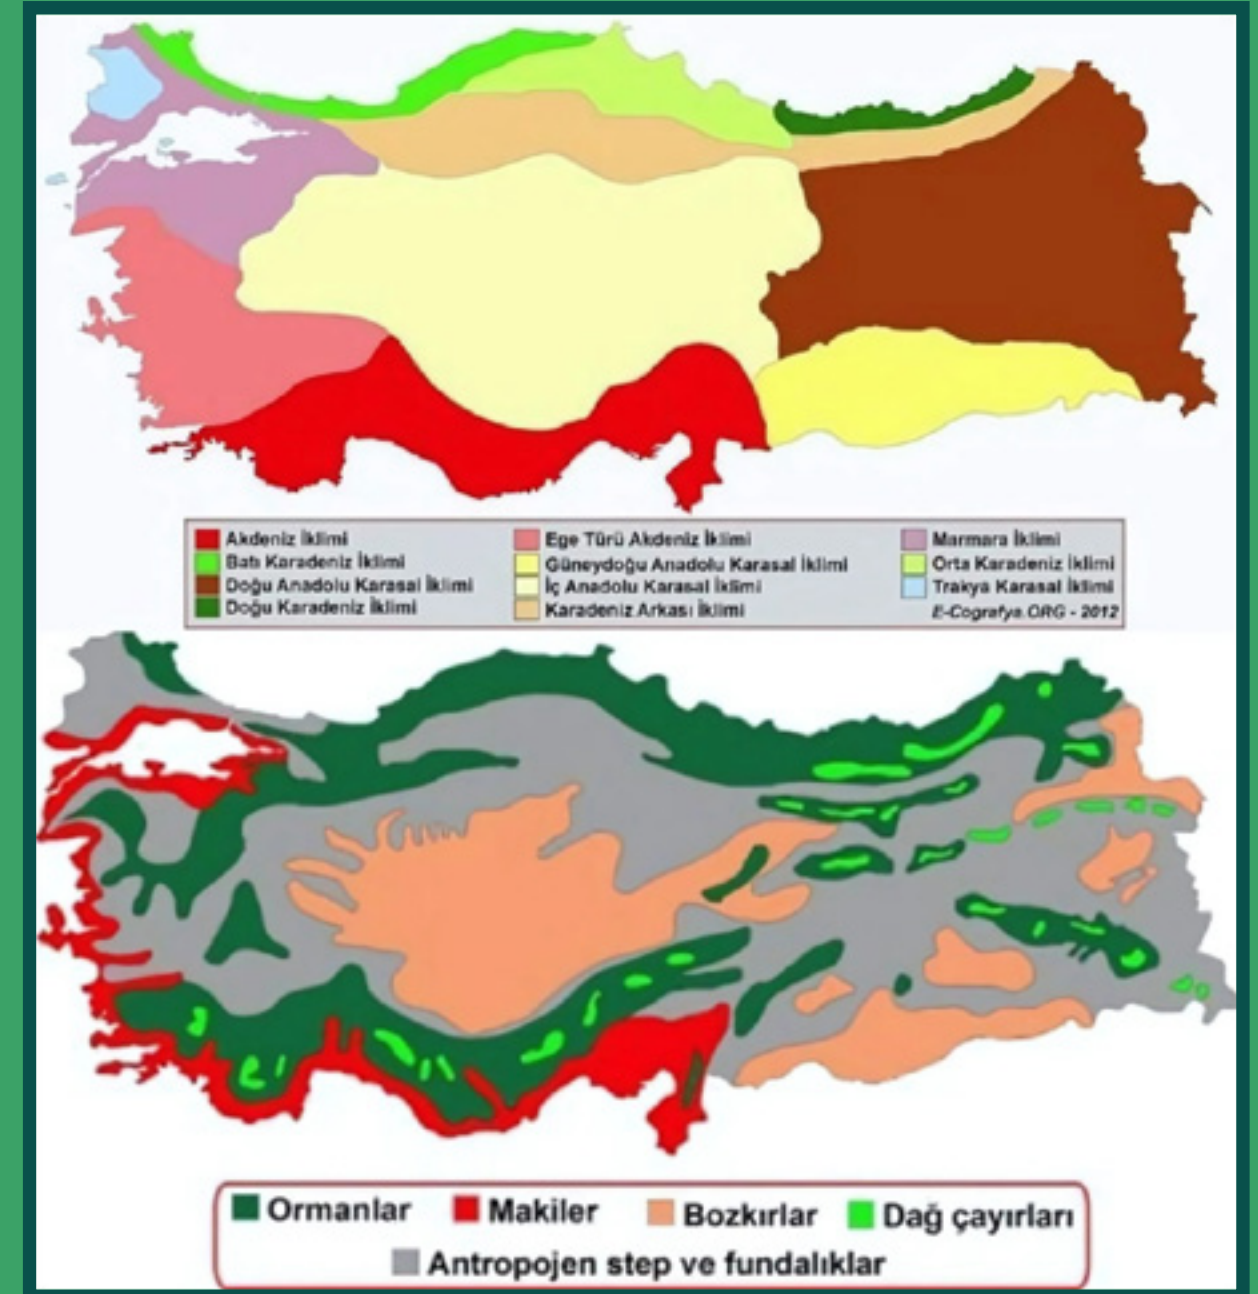 Akdeniz İklimi
Batı Karadeniz İklimi
Doğu Anadolu Karasal İklimi
Doğu Karadeniz İklimi
Ege Türü Akdeniz İklimi
Güneydoğu Anadolu Karasal İklimi
İç Anadolu Karasal İklimi
Karadeniz Arkası İklimi
Marmara İklimi
Orta Karadeniz İklimi
Trakya Karasal İklimi
E-Cografya.ORG - 2012
Ormanlar
Makiler
Bozkırlar
Dağ çayırları
Antropojen step ve fundalıklar